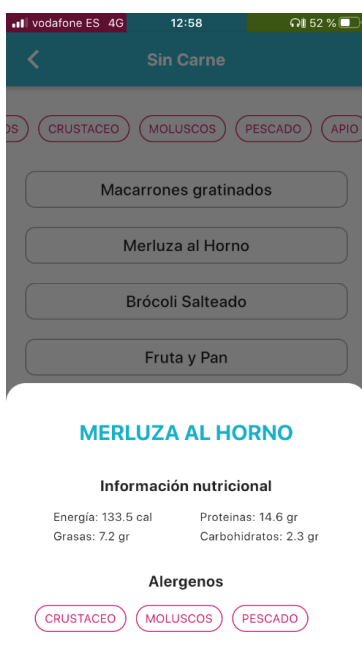 vodafone ES 4G 12:58 52 %
Sin Carne
OS CRUSTACEO MOLUSCOS PESCADO APIO
Macarrones gratinados
Merluza al Horno
Brócoli Salteado
Fruta y Pan
MERLUZA AL HORNO
Información nutricional
Energía: 133.5 cal Proteinas: 14.6 gr
Grasas: 7.2 gr Carbohidratos: 2.3 gr
Alergenos
CRUSTACEO MOLUSCOS PESCADO